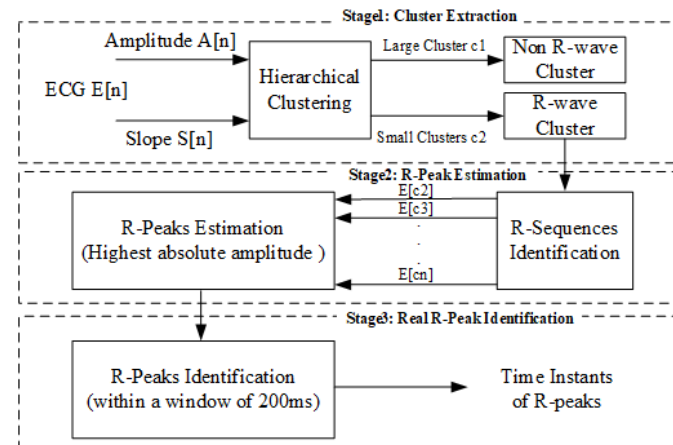 Stage1: Cluster Extraction
Amplitude A[n]
ECG E[n]
Slope S[n]
Hierarchical
Clustering
Large Cluster c1
Small Clusters c2
Non R-wave
Cluster
R-wave
Cluster
Stage2: R-Peak Estimation
R-Peaks Estimation
(Highest absolute amplitude )
E[c2]
E[c3]
.
.
.
E[cn]
R-Sequences
Identification
Stage3: Real R-Peak Identification
R-Peaks Identification
(within a window of 200ms)
Time Instants
of R-peaks